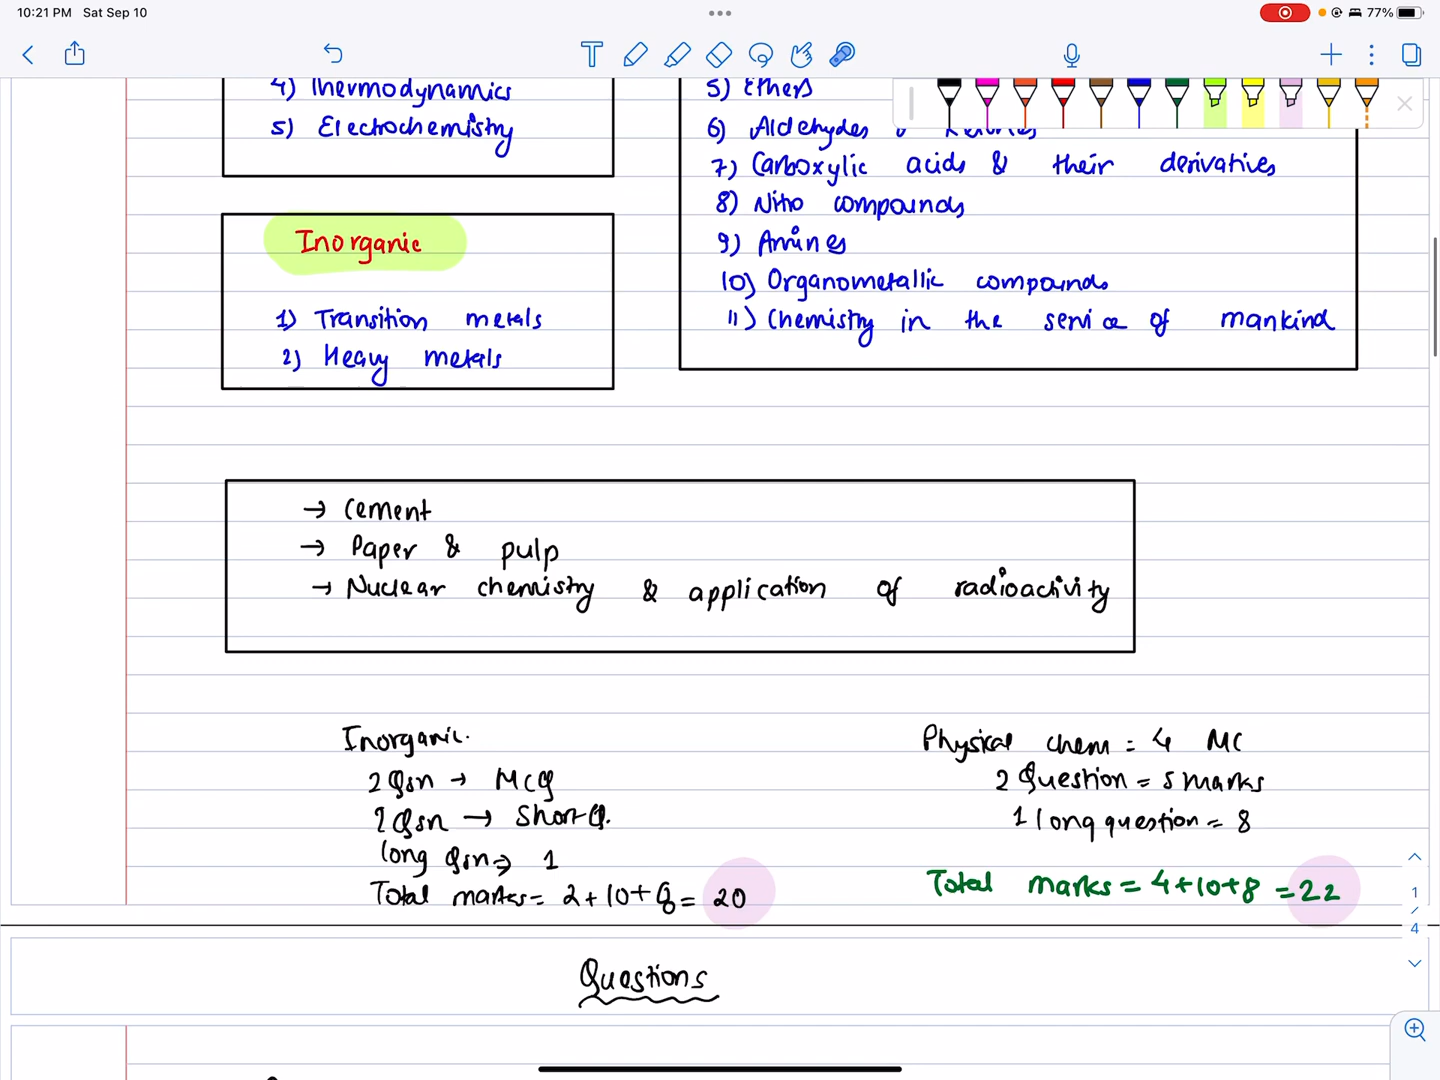 10:21 PM Sat Sep 10
77%
4) Thermodynamics
5) Electrochemistry
5) Ethers
6) Aldehydes
7) Carboxylic acids & their derivatives
8) Nitro compounds
9) Amines
10) Organometallic compounds
11) Chemistry in the service of mankind
Inorganic
1) Transition metals
2) Heavy metals
→ Cement
→ Paper & pulp
→ Nuclear chemistry & application of radioactivity
Inorganic.
2 Qsn → MCQ
2 Qsn → Short Q.
long Qsn → 1
Total marks = 2+10+8 = 20
Physical chem = 4 MC
2 Question = 5 marks
1 long question = 8
Total marks = 4+10+8 = 22
1
/
4
Questions